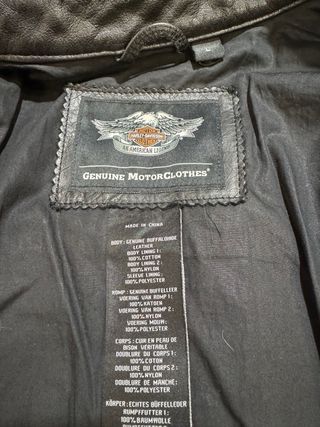 L
HARLEY-DAVIDSON
AN AMERICAN LEGEND
GENUINE MOTORCLOTHES®
MADE IN CHINA
BODY: GENUINE BUFFALOHIDE
LEATHER
BODY LINING 1:
100% COTTON
BODY LINING 2:
100% NYLON
SLEEVE LINING:
100% POLYESTER
ROMP: GENUINE BUFFELLEER
VOERING VAN ROMP 1:
100% KATOEN
VOERING VAN ROMP 2:
100% NYLON
VOERING MOUW:
100% POLYESTER
CORPS: CUIR EN PEAU DE
BISON VÉRITABLE
DOUBLURE DU CORPS 1:
100% COTON
DOUBLURE DU CORPS 2:
100% NYLON
DOUBLURE DE MANCHE:
100% POLYESTER
KÖRPER: ECHTES BÜFFELLEDER
RUMPFFUTTER 1:
100% BAUMWOLLE